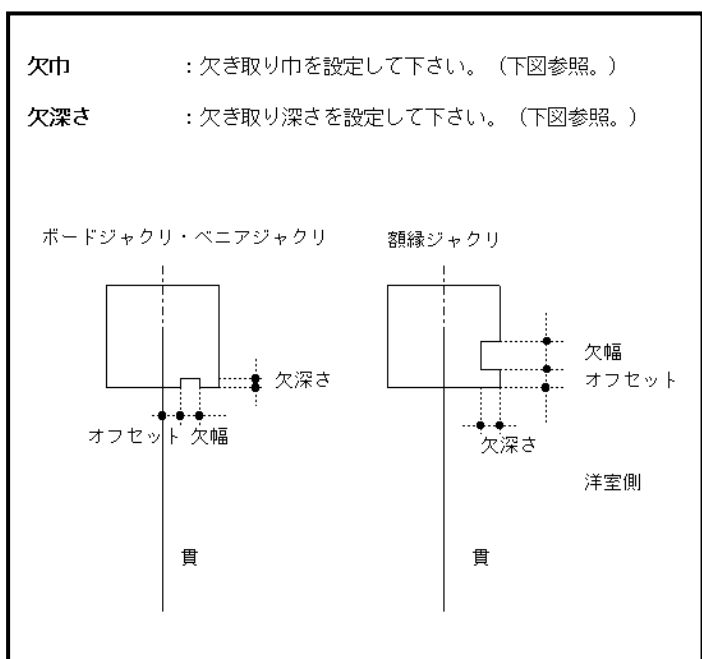 欠巾 :欠き取り巾を設定して下さい。(下図参照。)
欠深さ :欠き取り深さを設定して下さい。(下図参照。)
ボードジャクリ・ベニアジャクリ
額縁ジャクリ
欠深さ
オフセット 欠幅
貫
欠幅
オフセット
欠深さ
洋室側
貫